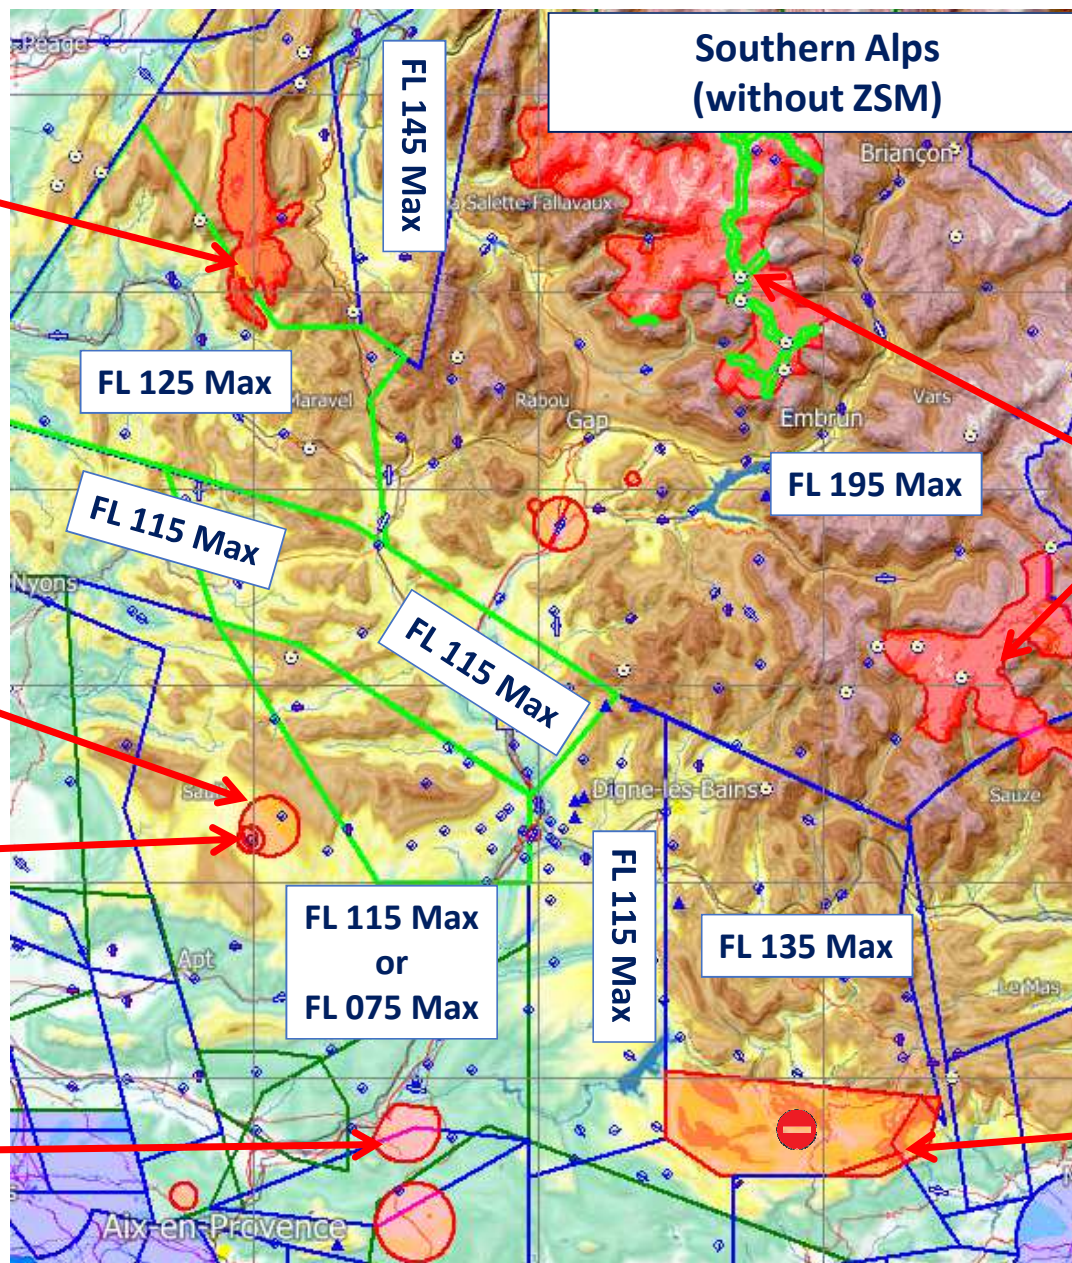 Southern Alps
(without ZSM)
Péage
FL 145 Max
Briançon
a Salette-Fallavaux
FL 125 Max
Maravel
Rabou
Gap
Embrun
Vars
FL 195 Max
FL 115 Max
Nyons
FL 115 Max
Digne-les-Bains
Sauze
FL 115 Max
FL 115 Max
or
FL 075 Max
FL 135 Max
Apt
Le Mas
Aix-en-Provence